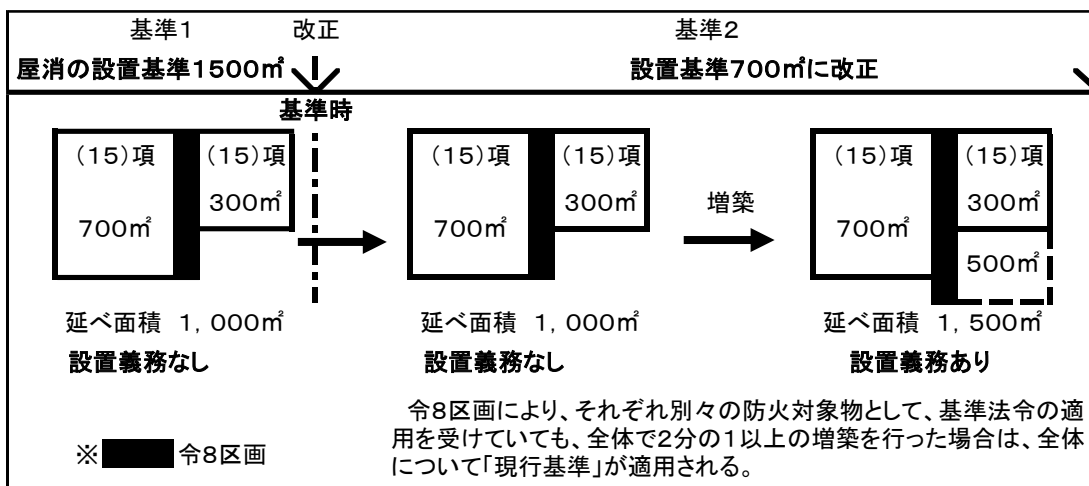 基準1　改正　基準2
屋消の設置基準1500㎡　設置基準700㎡に改正
基準時
(15)項　(15)項　(15)項　(15)項　(15)項　(15)項
300㎡　300㎡　増築　300㎡
700㎡　700㎡　700㎡
500㎡
延べ面積 1,000㎡　延べ面積 1,000㎡　延べ面積 1,500㎡
設置義務なし　設置義務なし　設置義務あり
令8区画により、それぞれ別々の防火対象物として、基準法令の適
用を受けていても、全体で2分の1以上の増築を行った場合は、全体
について「現行基準」が適用される。
※　令8区画